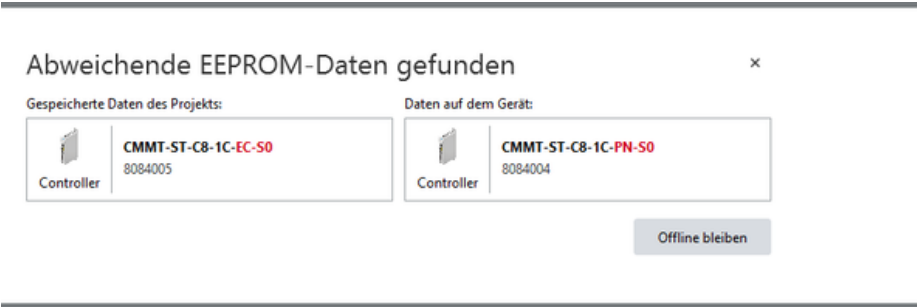 Abweichende EEPROM-Daten gefunden
×
Gespeicherte Daten des Projekts:
Controller
CMMT-ST-C8-1C-EC-S0
8084005
Daten auf dem Gerät:
Controller
CMMT-ST-C8-1C-PN-S0
8084004
Offline bleiben